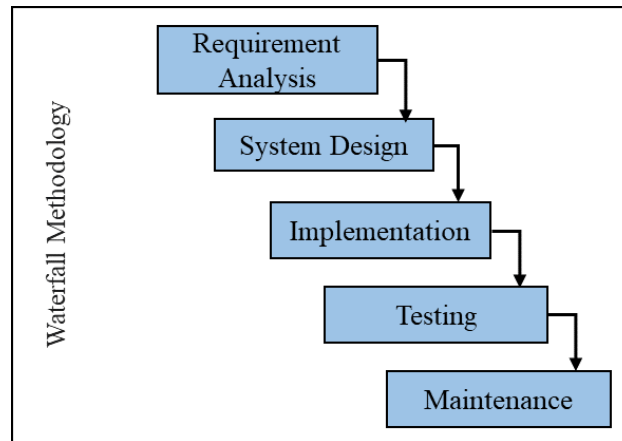 Requirement
Analysis
System Design
Implementation
Testing
Maintenance
Waterfall Methodology